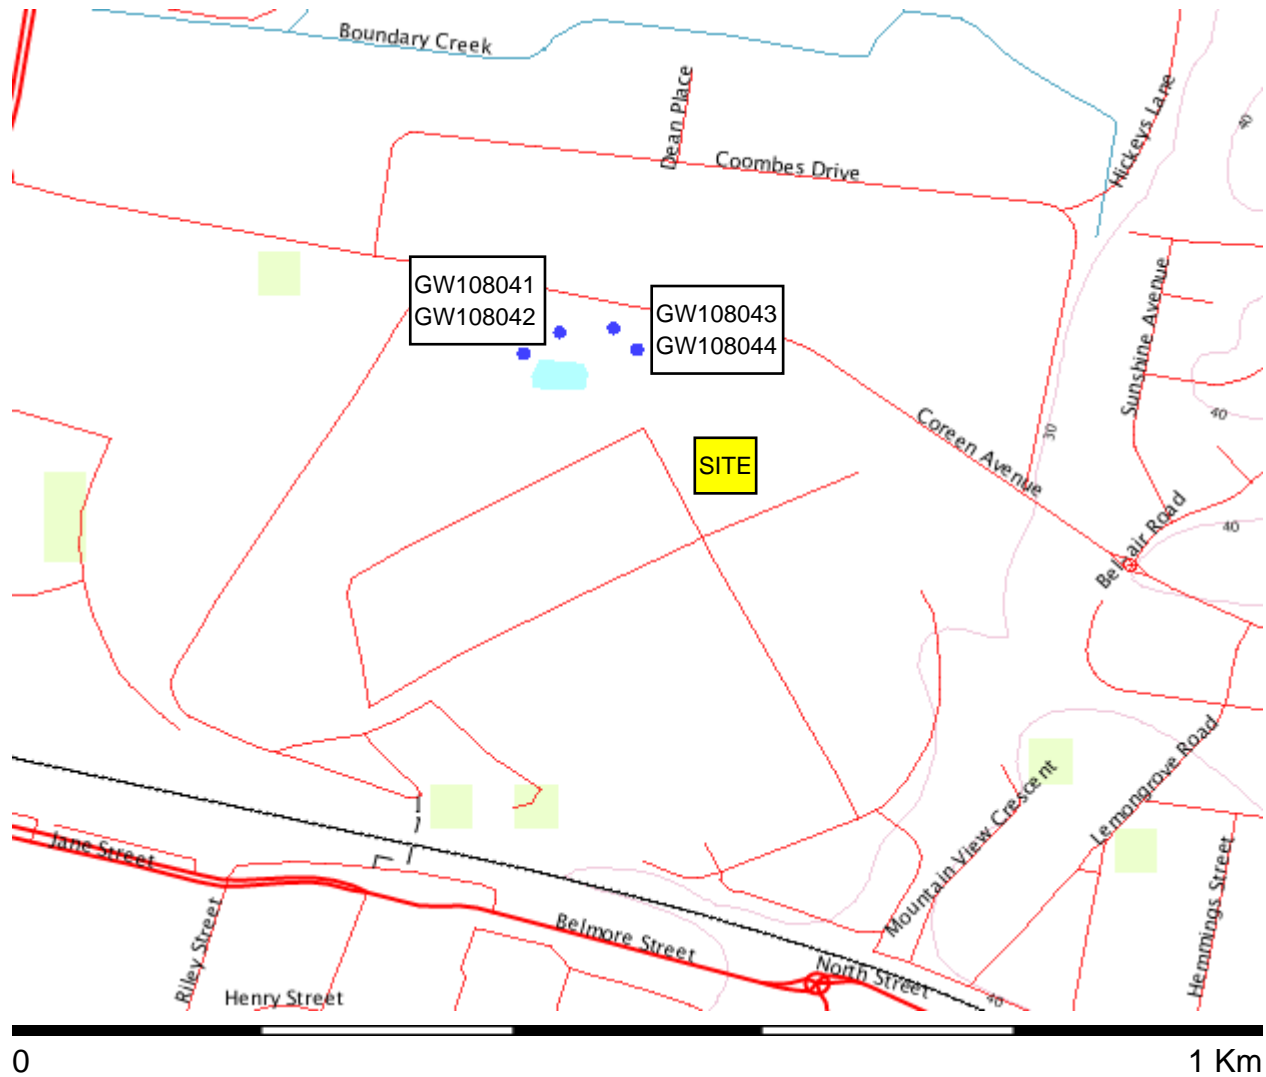 Boundary Creek
Dean Place
Hickeys Lane
40
Coombes Drive
GW108041
GW108042
GW108043
GW108044
Sunshine Avenue
40
Coreen Avenue
30
SITE
40
Bel air Road
Mountain View Crescent
Lemongrove Road
Jane Street
Riley Street
Belmore Street
Hemmings Street
North Street
Henry Street
40
0
1 Km